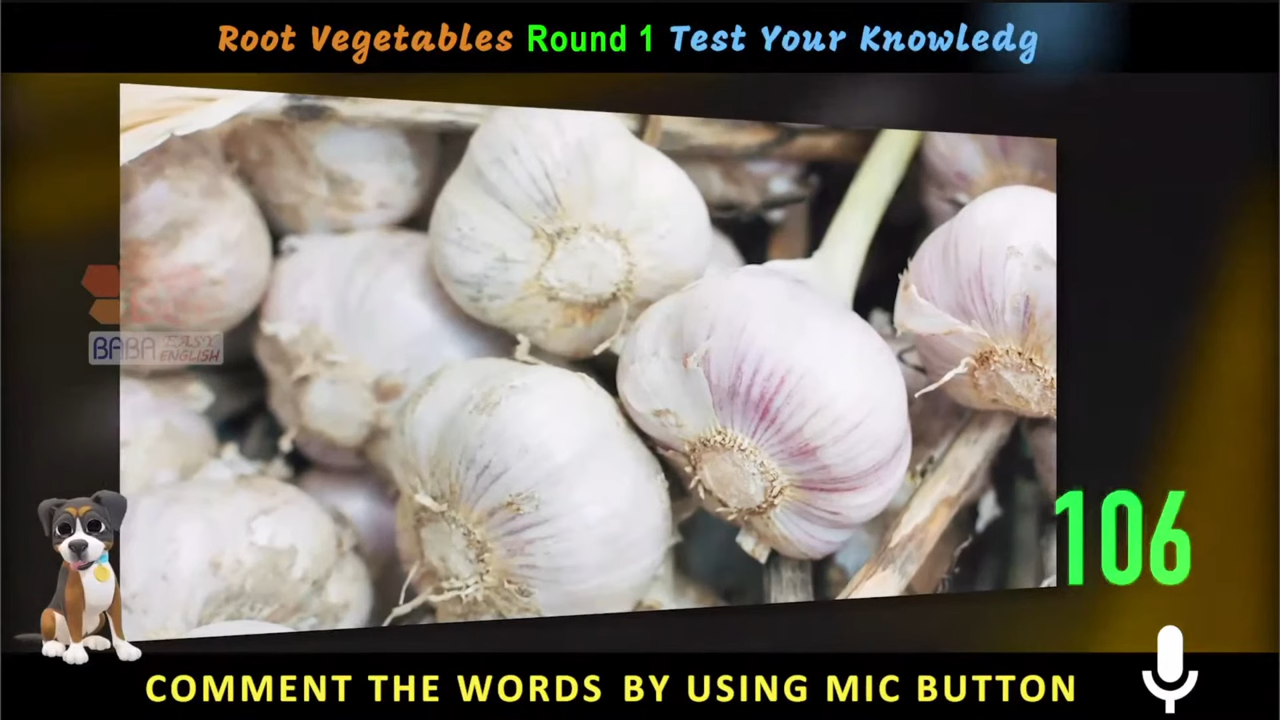 Root Vegetables Round 1 Test Your Knowledg
BABA EASY ENGLISH
106
COMMENT THE WORDS BY USING MIC BUTTON